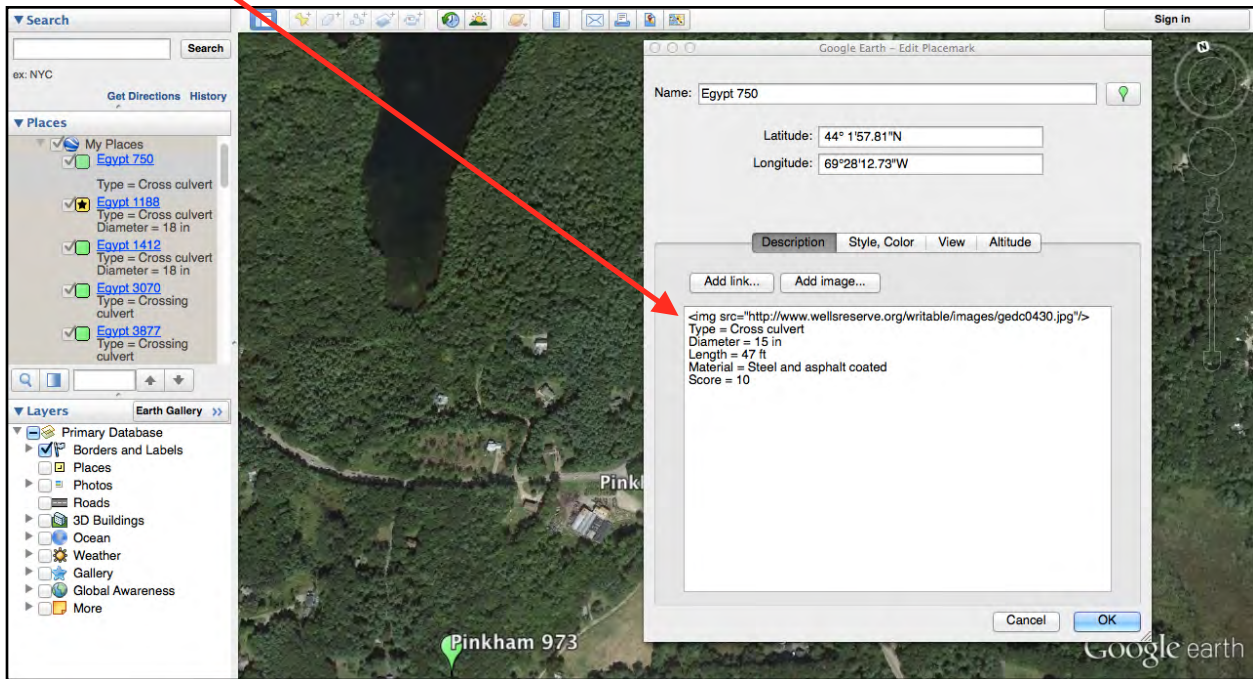 Search
Search
ex: NYC
Get Directions History
Places
My Places
Egypt 750
Type = Cross culvert
Egypt 1188
Type = Cross culvert
Diameter = 18 in
Egypt 1412
Type = Cross culvert
Diameter = 18 in
Egypt 3070
Type = Crossing
culvert
Egypt 3877
Type = Crossing
culvert
Layers
Earth Gallery >>
Primary Database
Borders and Labels
Places
Photos
Roads
3D Buildings
Ocean
Weather
Gallery
Global Awareness
More
Sign in
N
Google Earth – Edit Placemark
Name: Egypt 750
Latitude: 44° 1'57.81"N
Longitude: 69°28'12.73"W
Description Style, Color View Altitude
Add link... Add image...
<img src="http://www.wellsreserve.org/writable/images/gedc0430.jpg"/>
Type = Cross culvert
Diameter = 15 in
Length = 47 ft
Material = Steel and asphalt coated
Score = 10
Cancel OK
Pinkham 973
Google earth